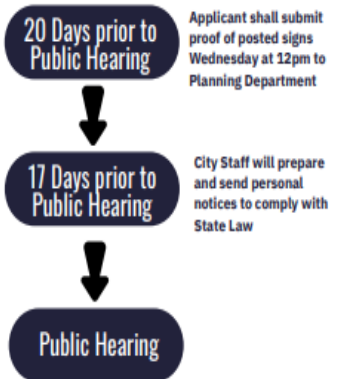 20 Days prior to
Public Hearing
Applicant shall submit
proof of posted signs
Wednesday at 12pm to
Planning Department
17 Days prior to
Public Hearing
City Staff will prepare
and send personal
notices to comply with
State Law
Public Hearing